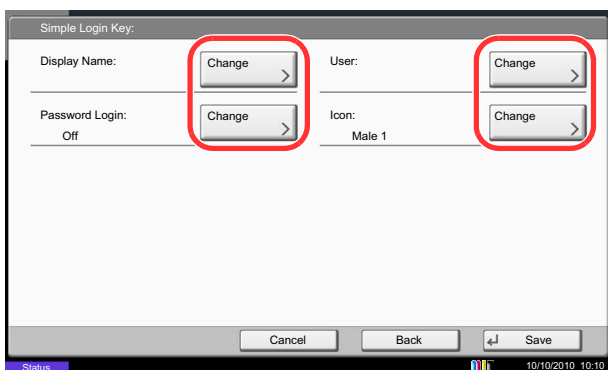 Simple Login Key:
Display Name: Change User: Change
Password Login: Change Icon: Change
Off Male 1
Cancel Back Save
Status 10/10/2010 10:10